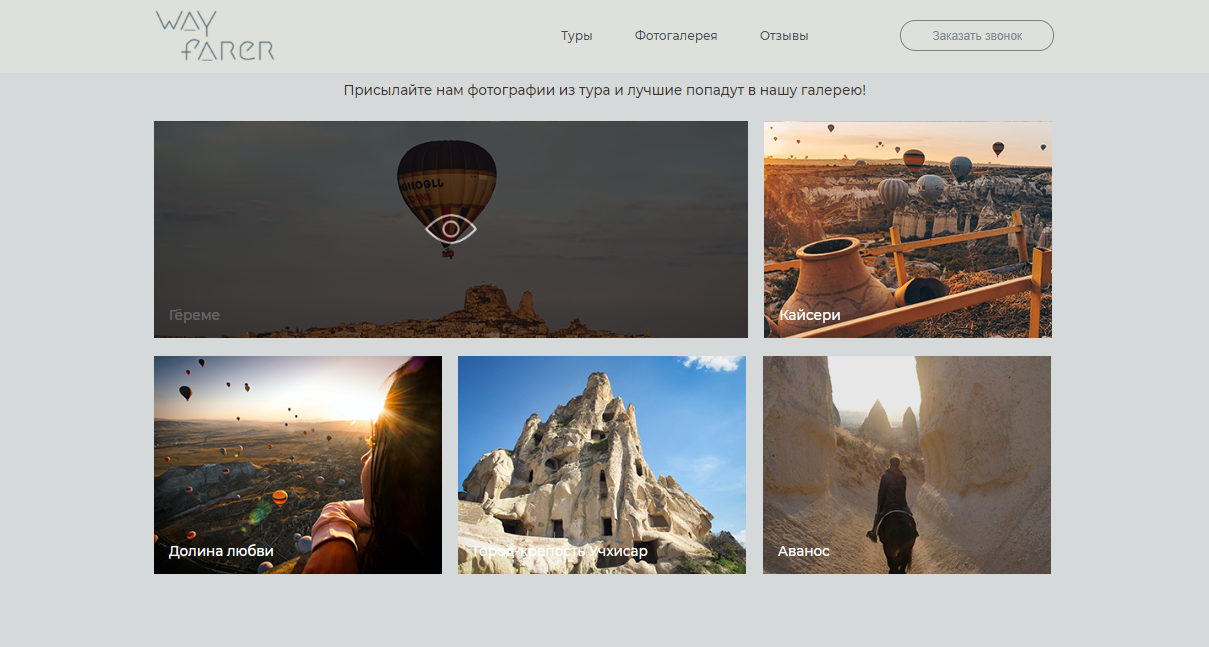 WAY
FARER
Туры
Фотогалерея
Отзывы
Заказать звонок
Присылайте нам фотографии из тура и лучшие попадут в нашу галерею!
Гёреме
Кайсери
Долина любви
Город-крепость Учхисар
Аванос